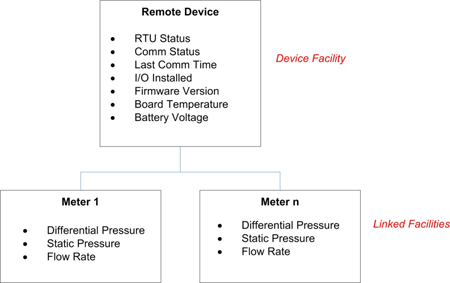 Remote Device
• RTU Status
• Comm Status
• Last Comm Time
• I/O Installed
• Firmware Version
• Board Temperature
• Battery Voltage
Device Facility
Meter 1
• Differential Pressure
• Static Pressure
• Flow Rate
Meter n
• Differential Pressure
• Static Pressure
• Flow Rate
Linked Facilities